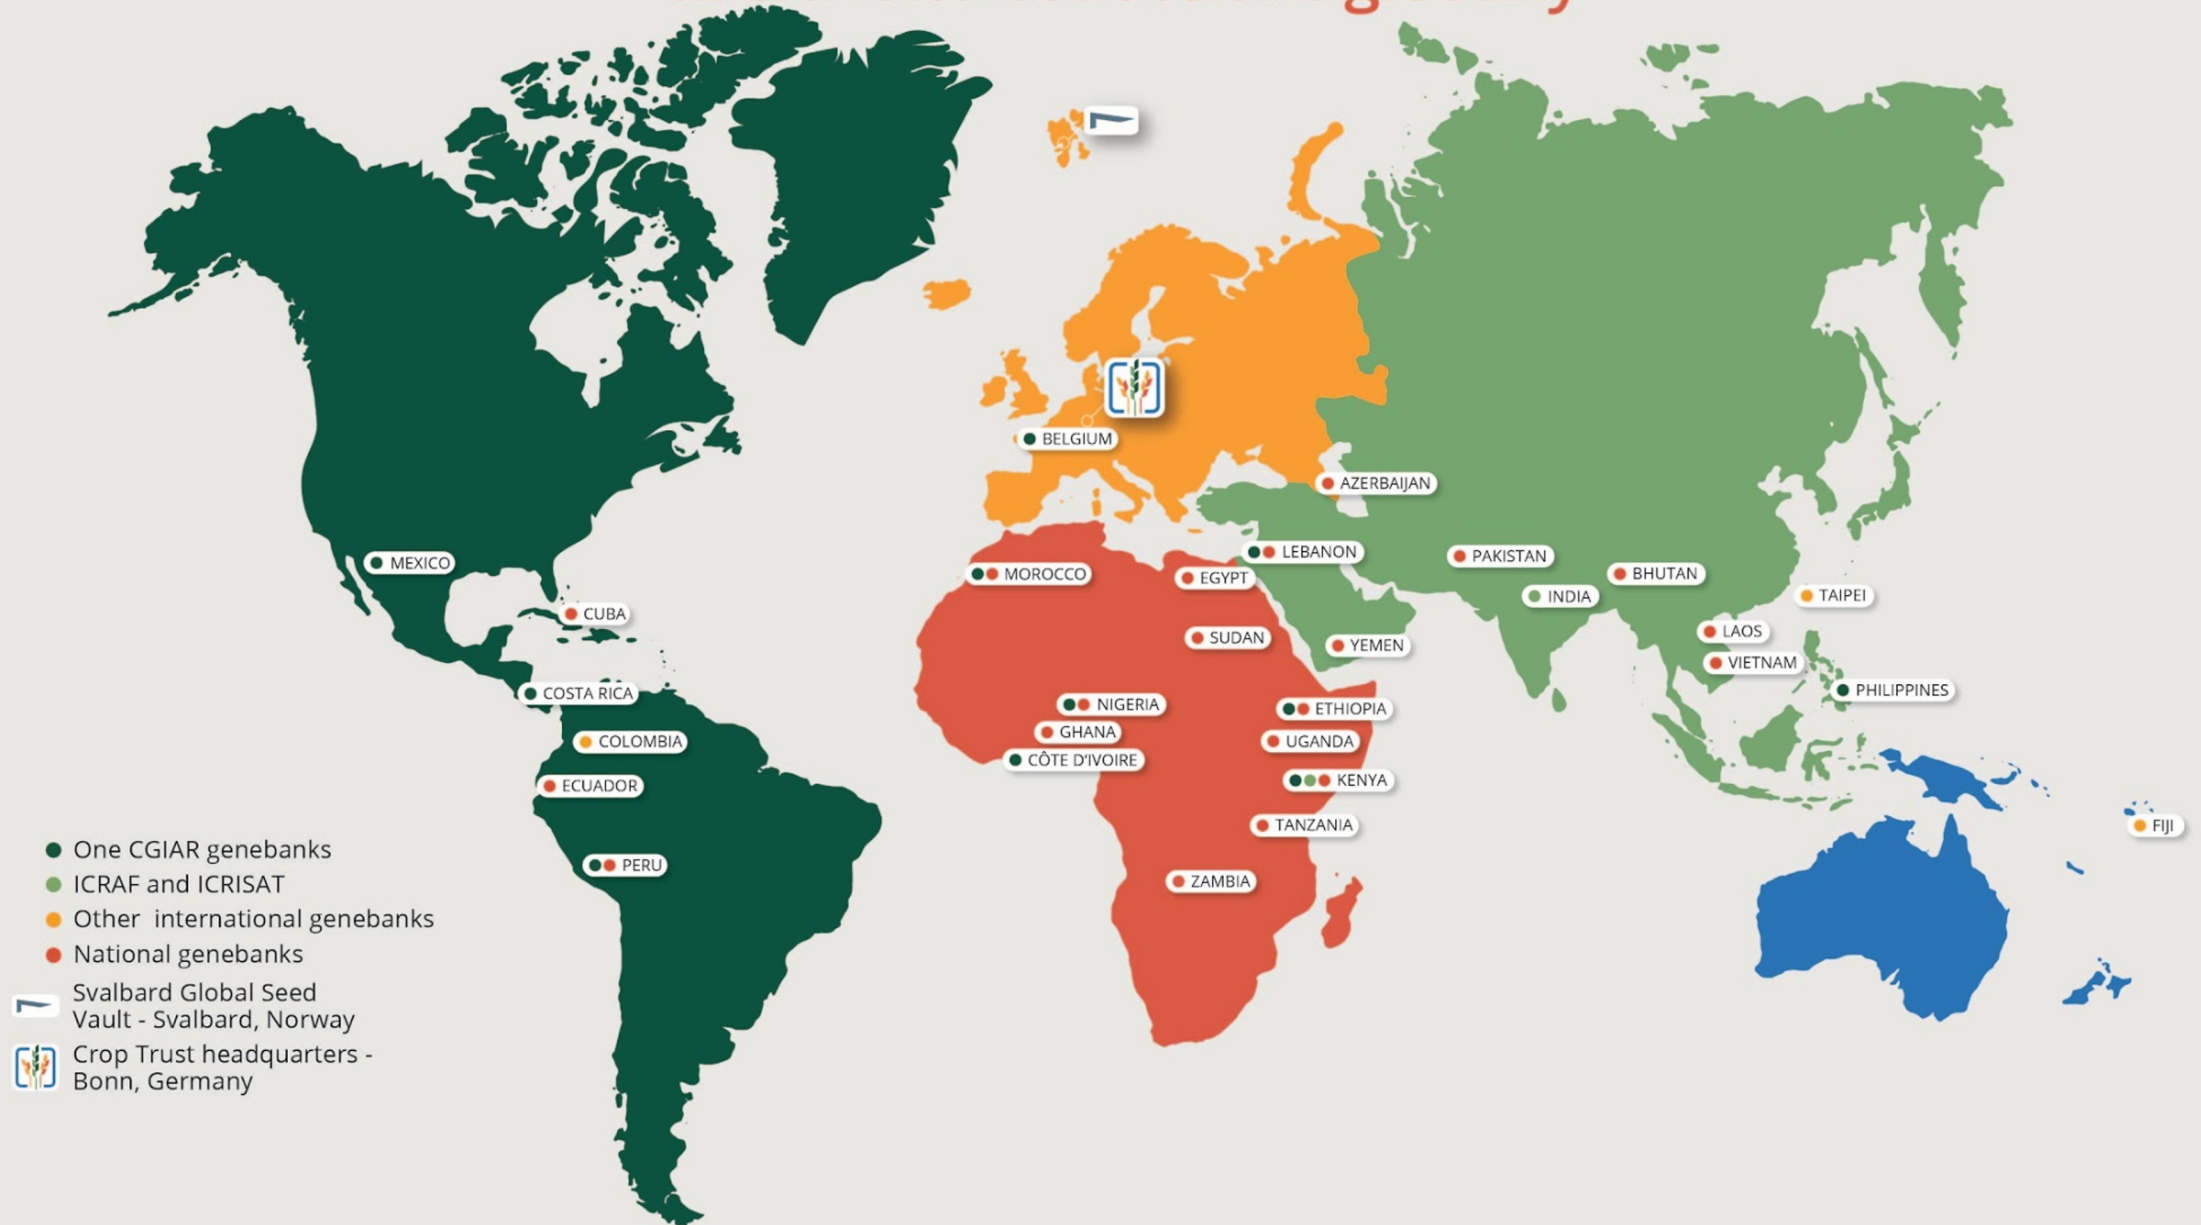 BELGIUM
AZERBAIJAN
LEBANON
PAKISTAN
MEXICO
MOROCCO
EGYPT
BHUTAN
INDIA
TAIPEI
CUBA
SUDAN
YEMEN
LAOS
VIETNAM
COSTA RICA
PHILIPPINES
NIGERIA
ETHIOPIA
GHANA
COLOMBIA
UGANDA
CÔTE D'IVOIRE
ECUADOR
KENYA
TANZANIA
FIJI
PERU
ZAMBIA
One CGIAR genebanks
ICRAF and ICRISAT
Other international genebanks
National genebanks
Svalbard Global Seed
Vault - Svalbard, Norway
Crop Trust headquarters -
Bonn, Germany